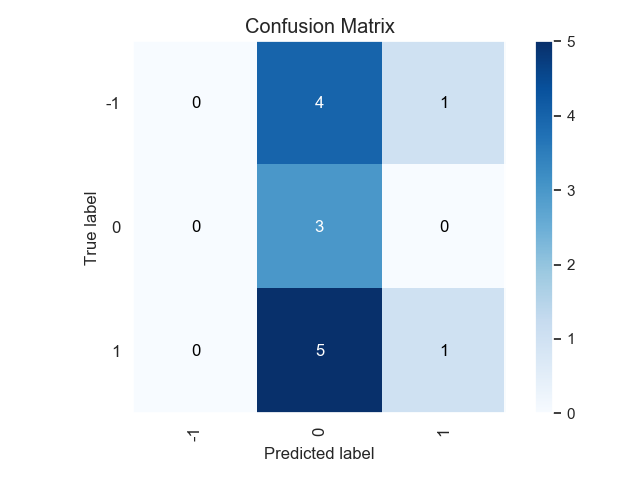 Confusion Matrix
True label
-1 0 4 1
0 0 3 0
1 0 5 1
-1 0 1
Predicted label
5
4
3
2
1
0